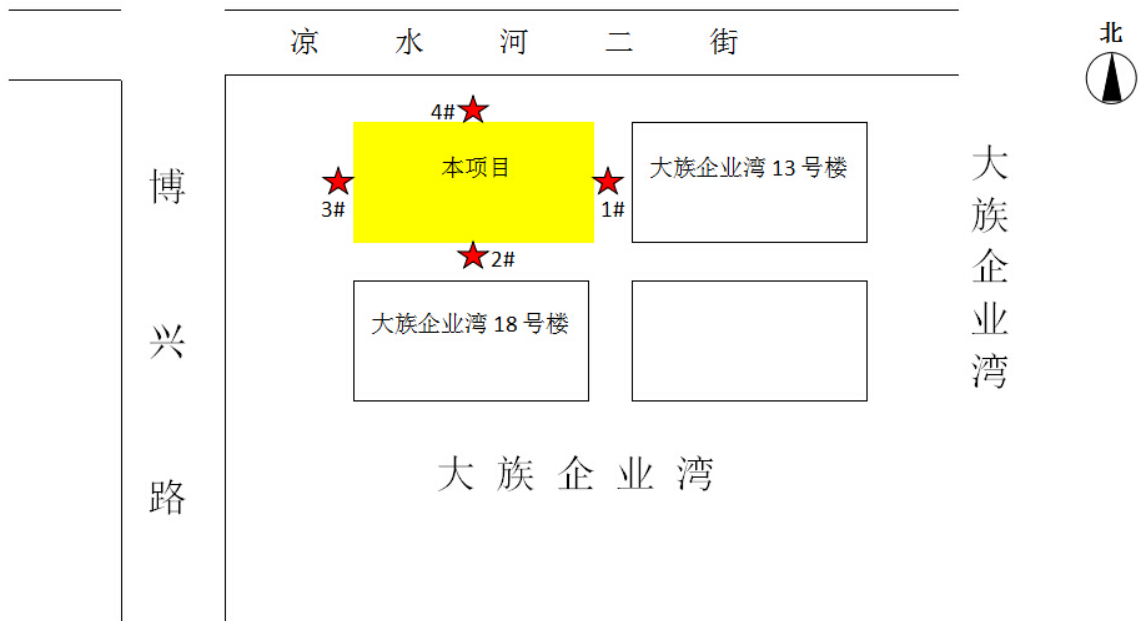 凉水河二街
北
4#
本项目
大族企业湾 13 号楼
3#
1#
2#
大族企业湾 18 号楼
博兴路
大族企业湾
大族企业湾